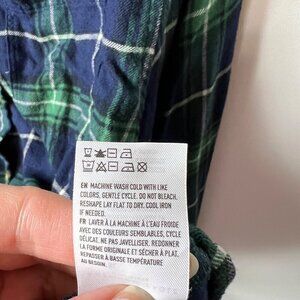 EN MACHINE WASH COLD WITH LIKE
COLORS, GENTLE CYCLE. DO NOT BLEACH.
RESHAPE LAY FLAT TO DRY. COOL IRON
IF NEEDED.
FR LAVER À LA MACHINE À L'EAU FROIDE
AVEC DES COULEURS SEMBLABLES, CYCLE
DÉLICAT. NE PAS JAVELLISER. REDONNER
LA FORME ORIGINALE ET SÉCHER À PLAT.
REPASSER À BASSE TEMPÉRATURE
AU BESOIN.